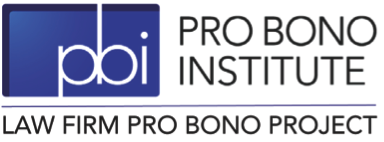 pbi
PRO BONO
INSTITUTE
LAW FIRM PRO BONO PROJECT